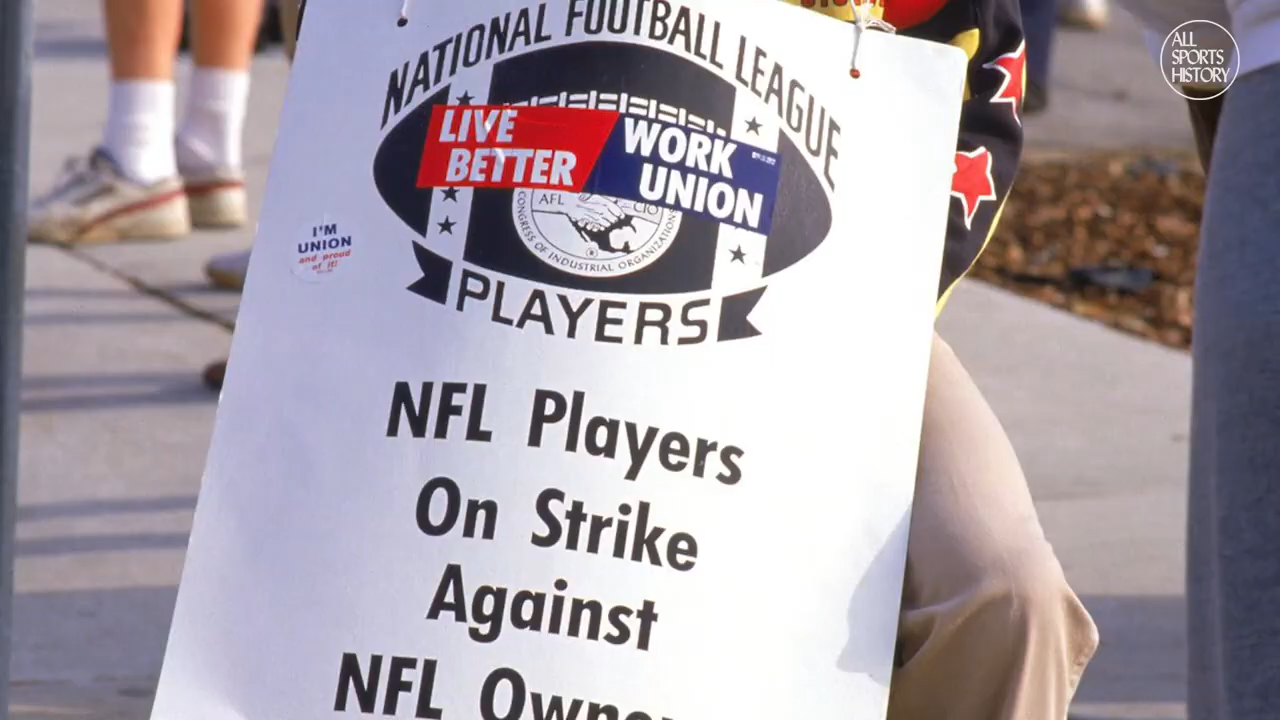 ALL
SPORTS
HISTORY
NATIONAL FOOTBALL LEAGUE
LIVE
BETTER
WORK
UNION
AFL CIO
CONGRESS OF INDUSTRIAL ORGANIZATIONS
PLAYERS
I'M
UNION
and proud
of it!
NFL Players
On Strike
Against
NFL